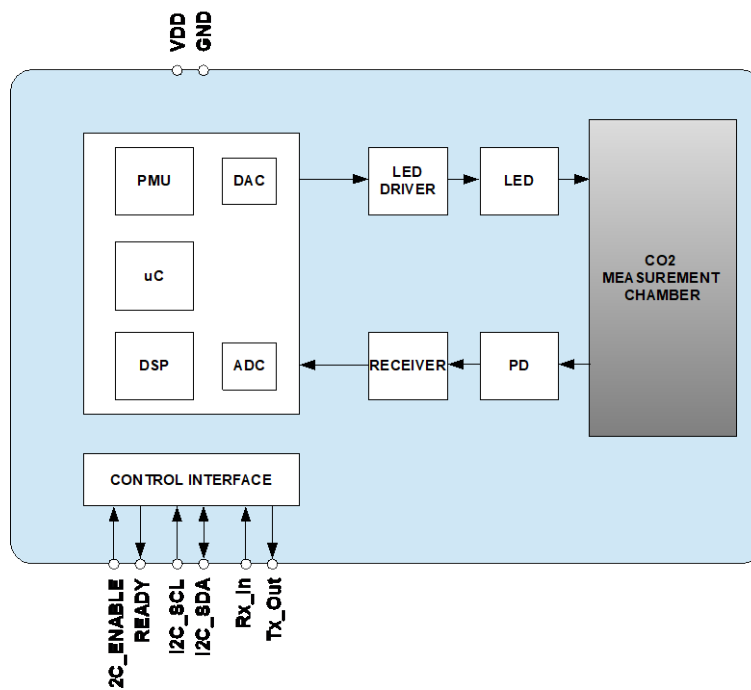 VDD
GND
PMU
DAC
LED
DRIVER
LED
uC
CO2
MEASUREMENT
CHAMBER
DSP
ADC
RECEIVER
PD
CONTROL INTERFACE
2C_ENABLE
READY
I2C_SCL
I2C_SDA
Rx_In
Tx_Out